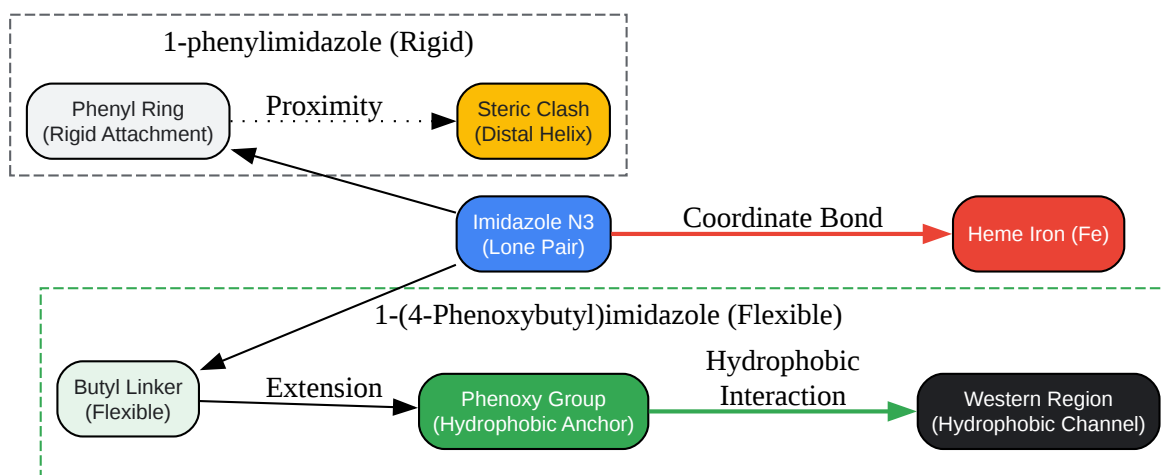 1-phenylimidazole (Rigid)
Phenyl Ring
(Rigid Attachment)
Proximity
Steric Clash
(Distal Helix)
Imidazole N3
(Lone Pair)
Coordinate Bond
Heme Iron (Fe)
1-(4-Phenoxybutyl)imidazole (Flexible)
Butyl Linker
(Flexible)
Extension
Phenoxy Group
(Hydrophobic Anchor)
Hydrophobic
Interaction
Western Region
(Hydrophobic Channel)